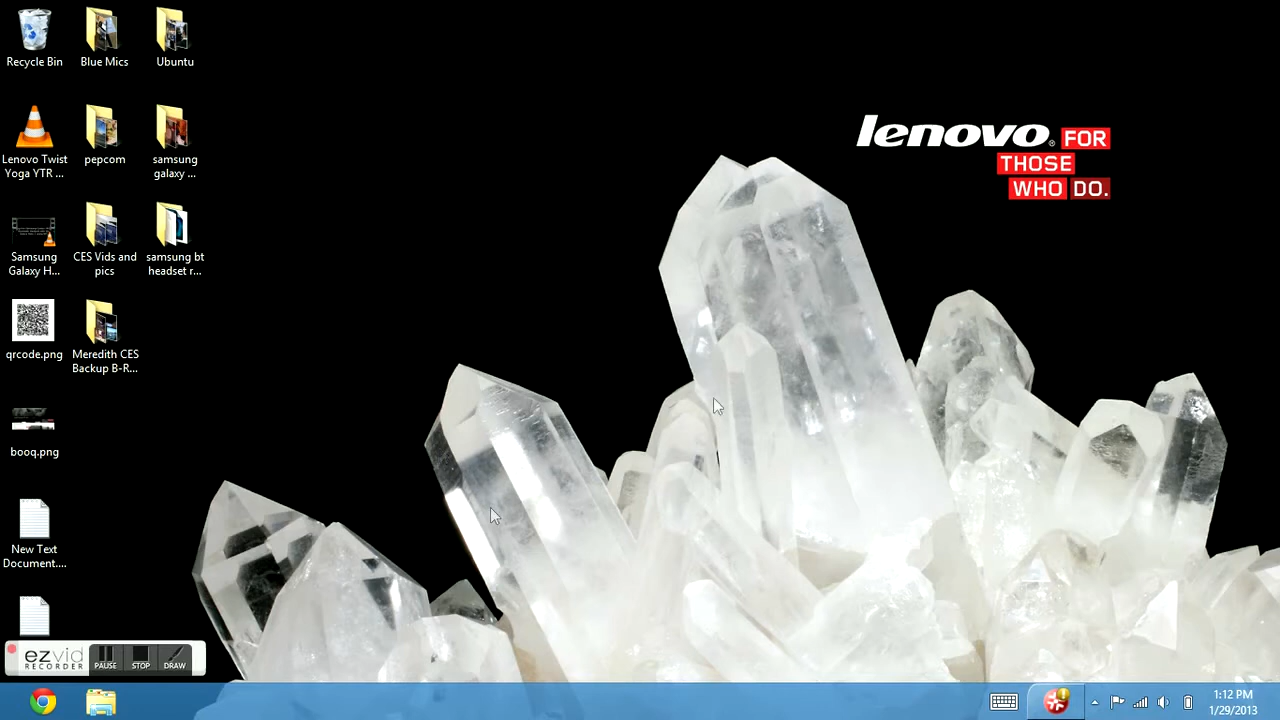 Recycle Bin
Blue Mics
Ubuntu
Lenovo Twist
Yoga YTR ...
pepcom
samsung
galaxy ...
Samsung
Galaxy H...
CES Vids and
pics
samsung bt
headset r...
qrcode.png
Meredith CES
Backup B-R...
booq.png
New Text
Document....
lenovo® FOR
THOSE
WHO DO.
ezvid
RECORDER
PAUSE
STOP
DRAW
1:12 PM
1/29/2013